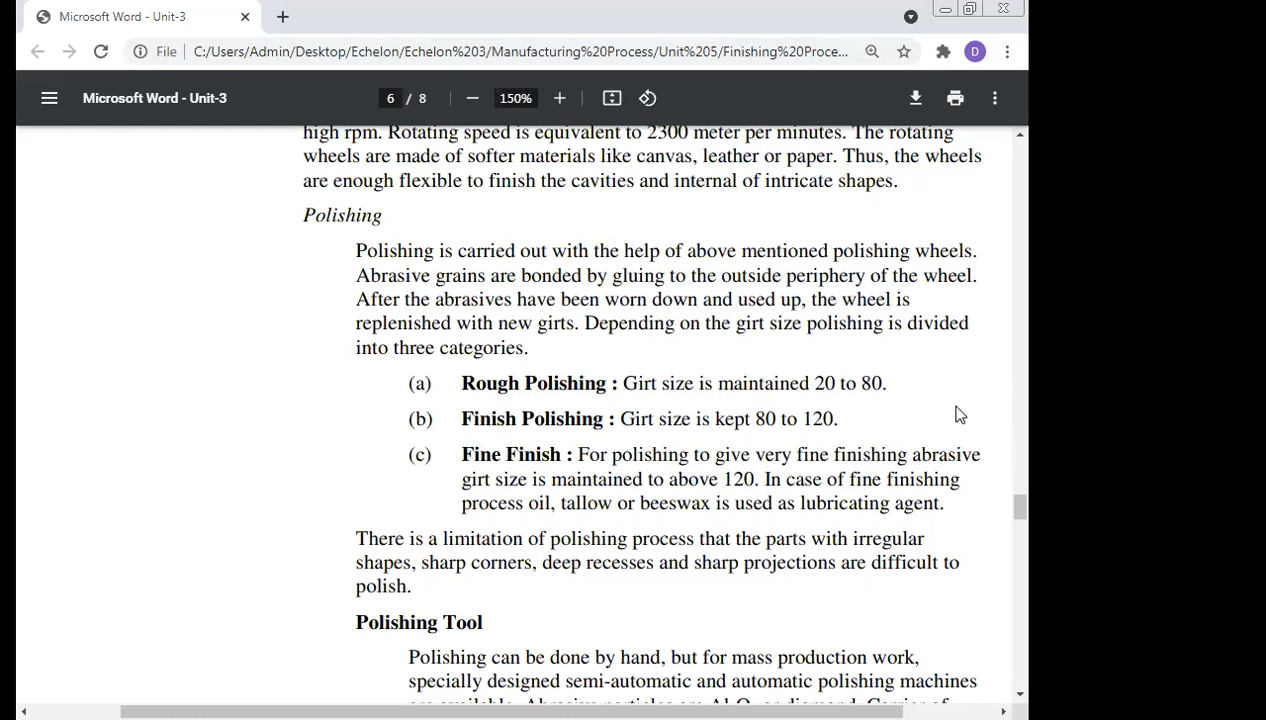 Microsoft Word - Unit-3
File
C:/Users/Admin/Desktop/Echelon/Echelon%203/Manufacturing%20Process/Unit%205/Finishing%20Proce...
D
Microsoft Word - Unit-3
6 / 8
150%
high rpm. Rotating speed is equivalent to 2300 meter per minutes. The rotating
wheels are made of softer materials like canvas, leather or paper. Thus, the wheels
are enough flexible to finish the cavities and internal of intricate shapes.
Polishing
Polishing is carried out with the help of above mentioned polishing wheels.
Abrasive grains are bonded by gluing to the outside periphery of the wheel.
After the abrasives have been worn down and used up, the wheel is
replenished with new girts. Depending on the girt size polishing is divided
into three categories.
(a) Rough Polishing : Girt size is maintained 20 to 80.
(b) Finish Polishing : Girt size is kept 80 to 120.
(c) Fine Finish : For polishing to give very fine finishing abrasive
girt size is maintained to above 120. In case of fine finishing
process oil, tallow or beeswax is used as lubricating agent.
There is a limitation of polishing process that the parts with irregular
shapes, sharp corners, deep recesses and sharp projections are difficult to
polish.
Polishing Tool
Polishing can be done by hand, but for mass production work,
specially designed semi-automatic and automatic polishing machines
are available. Abrasive particles are Al O or diamond. Carrier of